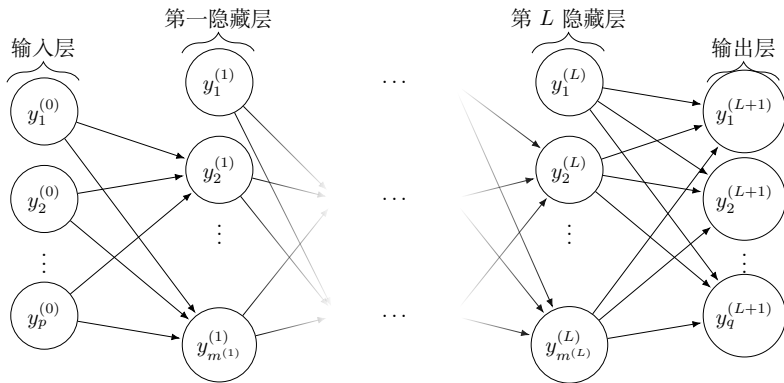 第一隐藏层
第 L 隐藏层
输入层
输出层
y_1^{(0)}
y_2^{(0)}
⋮
y_p^{(0)}
y_1^{(1)}
y_2^{(1)}
⋮
y_{m^{(1)}}^{(1)}
...
...
...
y_1^{(L)}
y_2^{(L)}
⋮
y_{m^{(L)}}^{(L)}
y_1^{(L+1)}
y_2^{(L+1)}
⋮
y_q^{(L+1)}